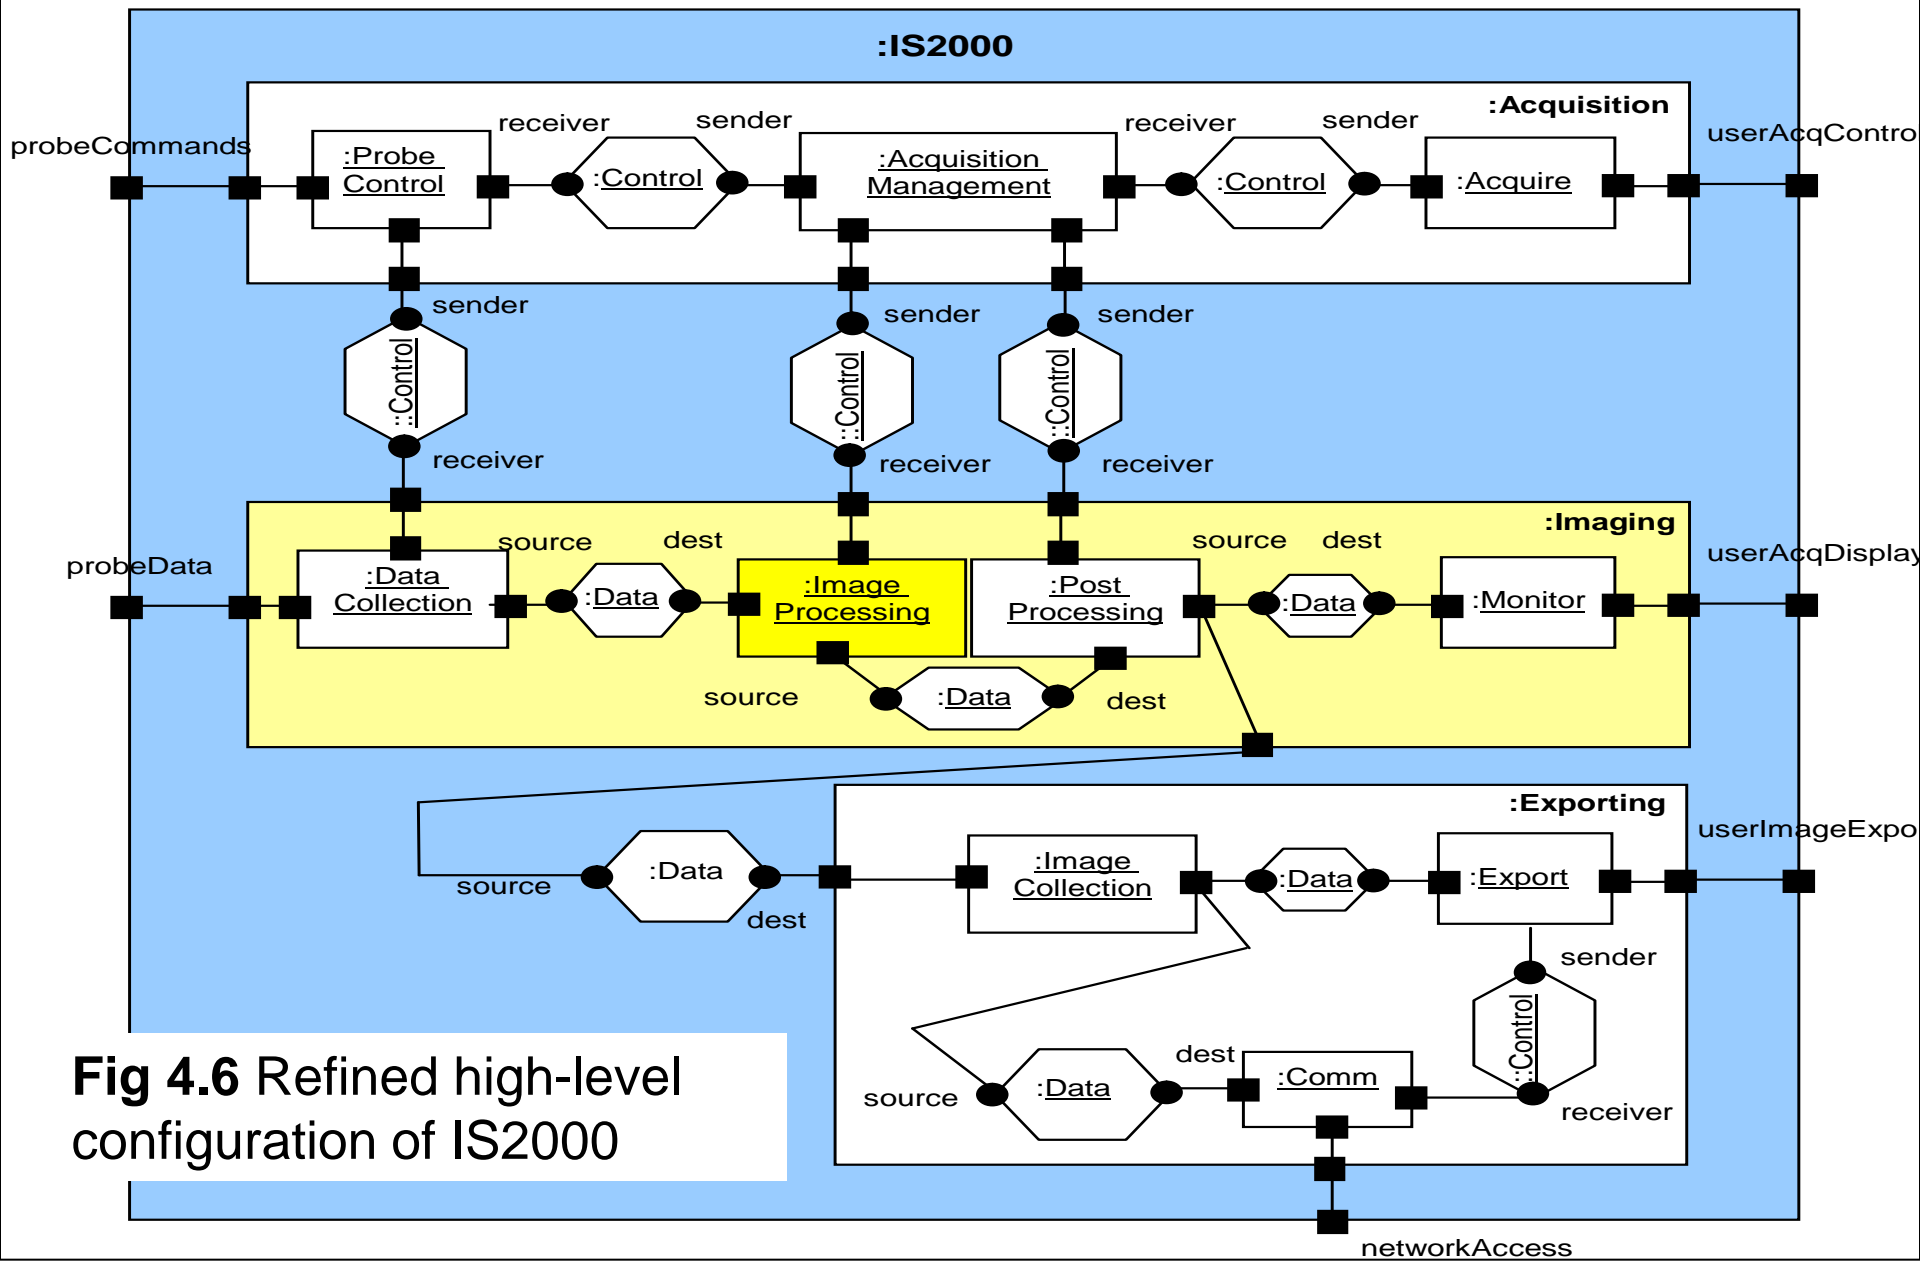 :IS2000
:Acquisition
probeCommands
receiver
sender
receiver
sender
userAcqContro
:Probe
Control
:Control
:Acquisition
Management
:Control
:Acquire
sender
sender
sender
::Control
::Control
::Control
receiver
receiver
receiver
:Imaging
probeData
source
dest
source
dest
userAcqDisplay
:Data
Collection
:Data
:Image
Processing
:Post
Processing
:Data
:Monitor
source
:Data
dest
:Exporting
userImageExpo
source
:Data
dest
:Image
Collection
:Data
:Export
sender
::Control
receiver
source
:Data
dest
:Comm
networkAccess
Fig 4.6 Refined high-level
configuration of IS2000